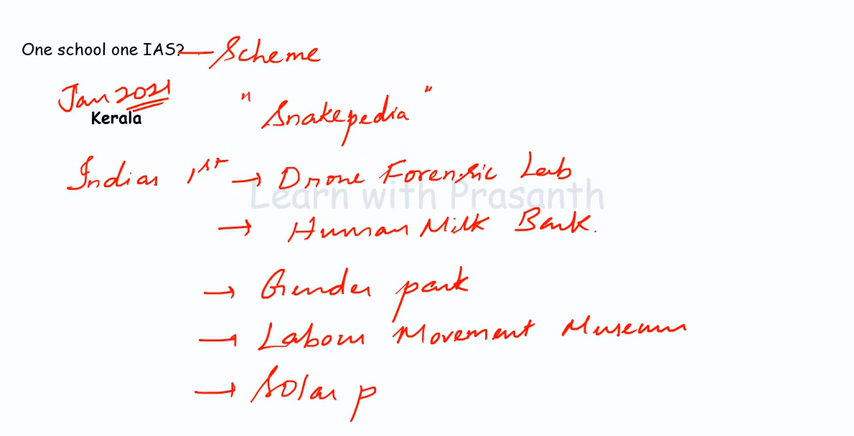 One school one IAS? — Scheme
Jan 2021
Kerala
" Snakepedia "
Indias 1st → Drone Forensic Lab
Learn with Prasanth
→ Human Milk Bank.
→ Gender park
→ Labour Movement Museum
→ Solar p